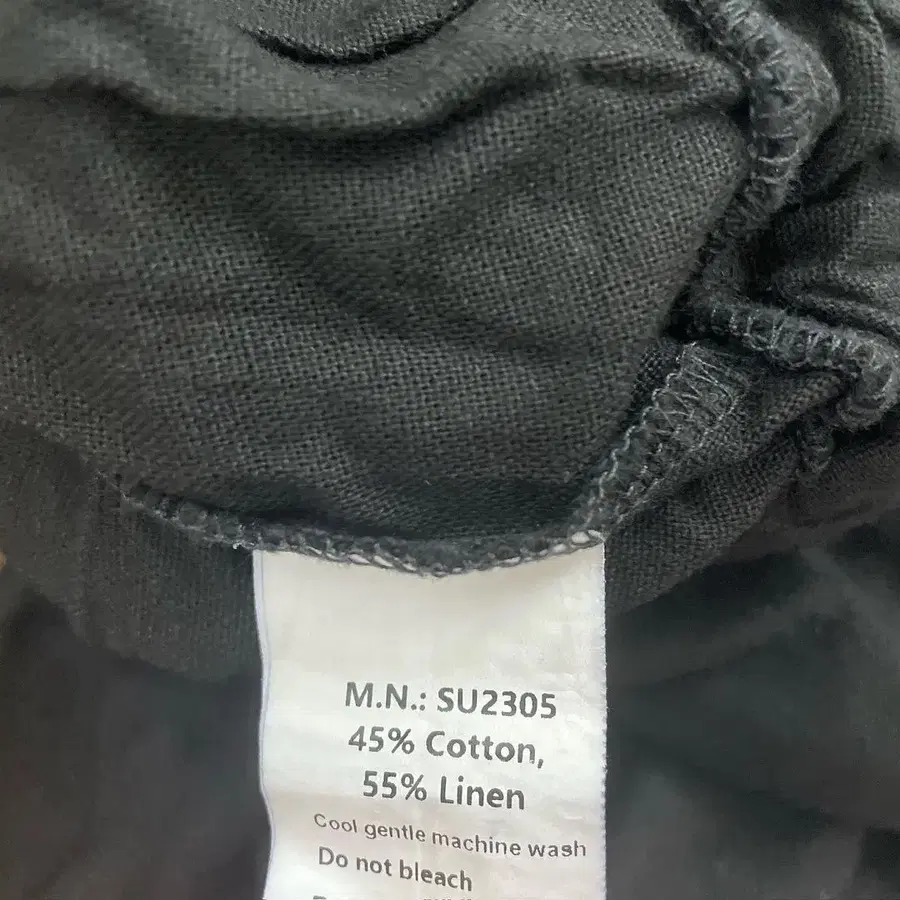 M.N.: SU2305
45% Cotton,
55% Linen
Cool gentle machine wash
Do not bleach